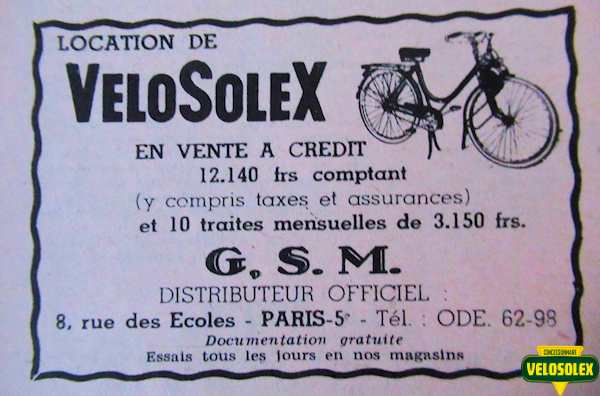 LOCATION DE
VELOSOLEX
EN VENTE A CREDIT
12.140 frs comptant
(y compris taxes et assurances)
et 10 traites mensuelles de 3.150 frs.
G. S. M.
DISTRIBUTEUR OFFICIEL :
8, rue des Ecoles - PARIS-5e - Tél. : ODE. 62-98
Documentation gratuite
Essais tous les jours en nos magasins
CONCESSIONNAIRE
VELOSOLEX